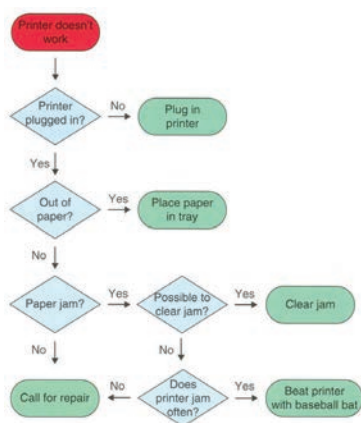 Printer doesn't
work
Printer
plugged in?
No
Plug in
printer
Yes
Out of
paper?
Yes
Place paper
in tray
No
Paper jam?
Yes
Possible to
clear jam?
Yes
Clear jam
No
No
Call for repair
No
Does
printer jam
often?
Yes
Beat printer
with baseball bat